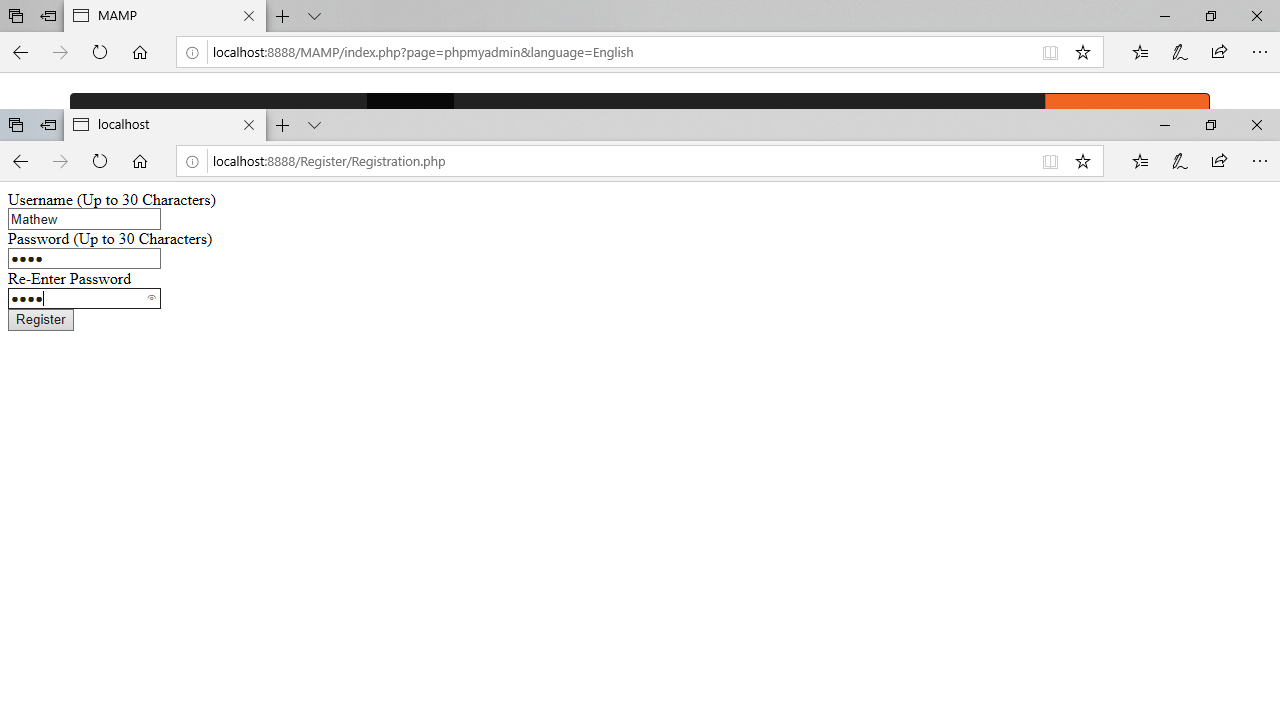 MAMP
localhost:8888/MAMP/index.php?page=phpmyadmin&language=English
localhost
localhost:8888/Register/Registration.php
Username (Up to 30 Characters)
Mathew
Password (Up to 30 Characters)
●●●●
Re-Enter Password
●●●●
Register